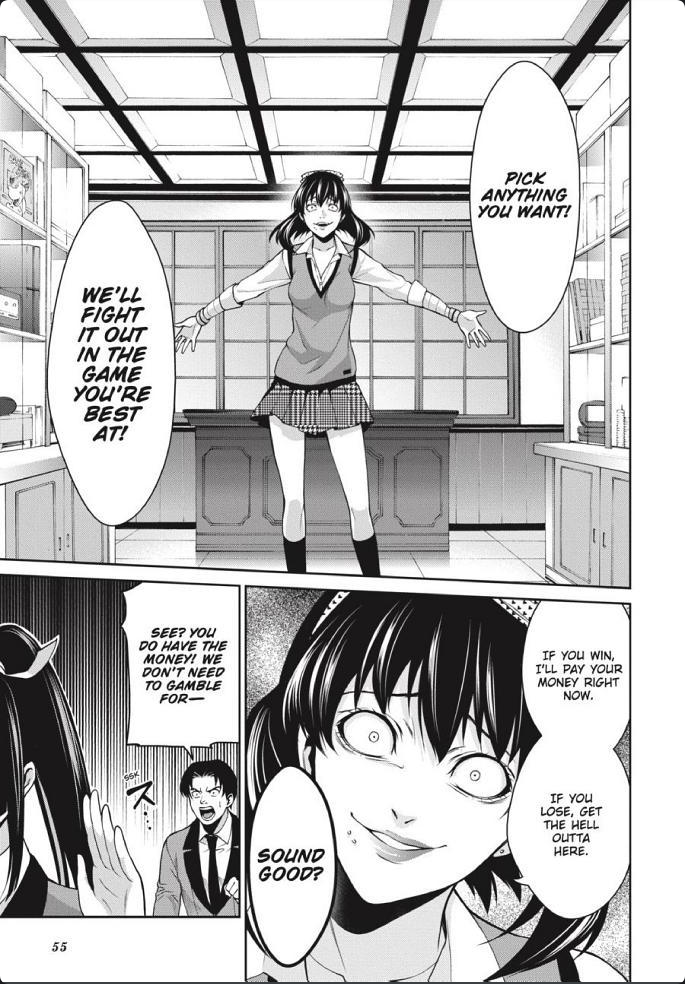 PICK
ANYTHING
YOU WANT!
WE'LL
FIGHT
IT OUT
IN THE
GAME
YOU'RE
BEST
AT!
IF YOU WIN,
I'LL PAY YOUR
MONEY RIGHT
NOW.
IF YOU
LOSE, GET
THE HELL
OUTTA
HERE.
SOUND
GOOD?
SEE? YOU
DO HAVE THE
MONEY! WE
DON'T NEED
TO GAMBLE
FOR—
SSK
ス…
55